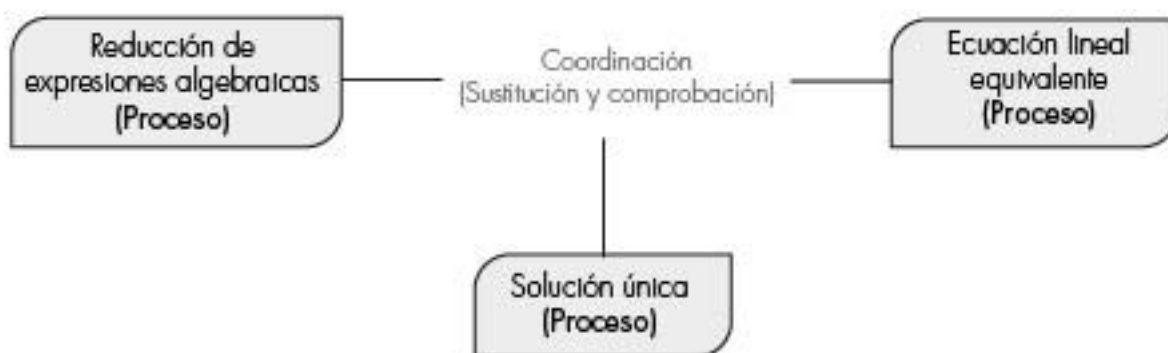 Reducción de
expresiones algebraicas
(Proceso)
Coordinación
(Sustitución y comprobación)
Ecuación lineal
equivalente
(Proceso)
Solución única
(Proceso)